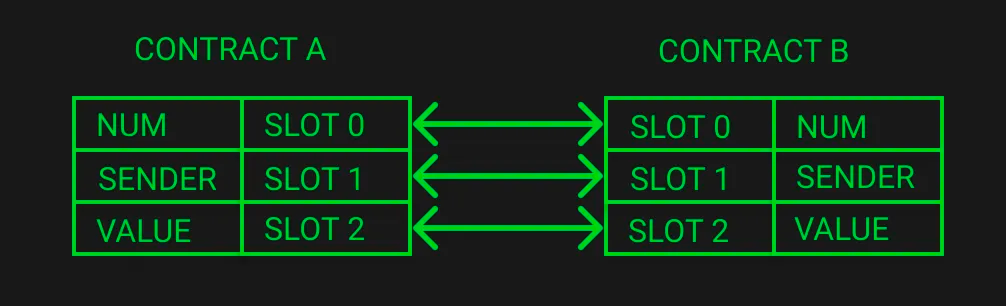 CONTRACT A
CONTRACT B
NUM SLOT 0 SLOT 0 NUM
SENDER SLOT 1 SLOT 1 SENDER
VALUE SLOT 2 SLOT 2 VALUE